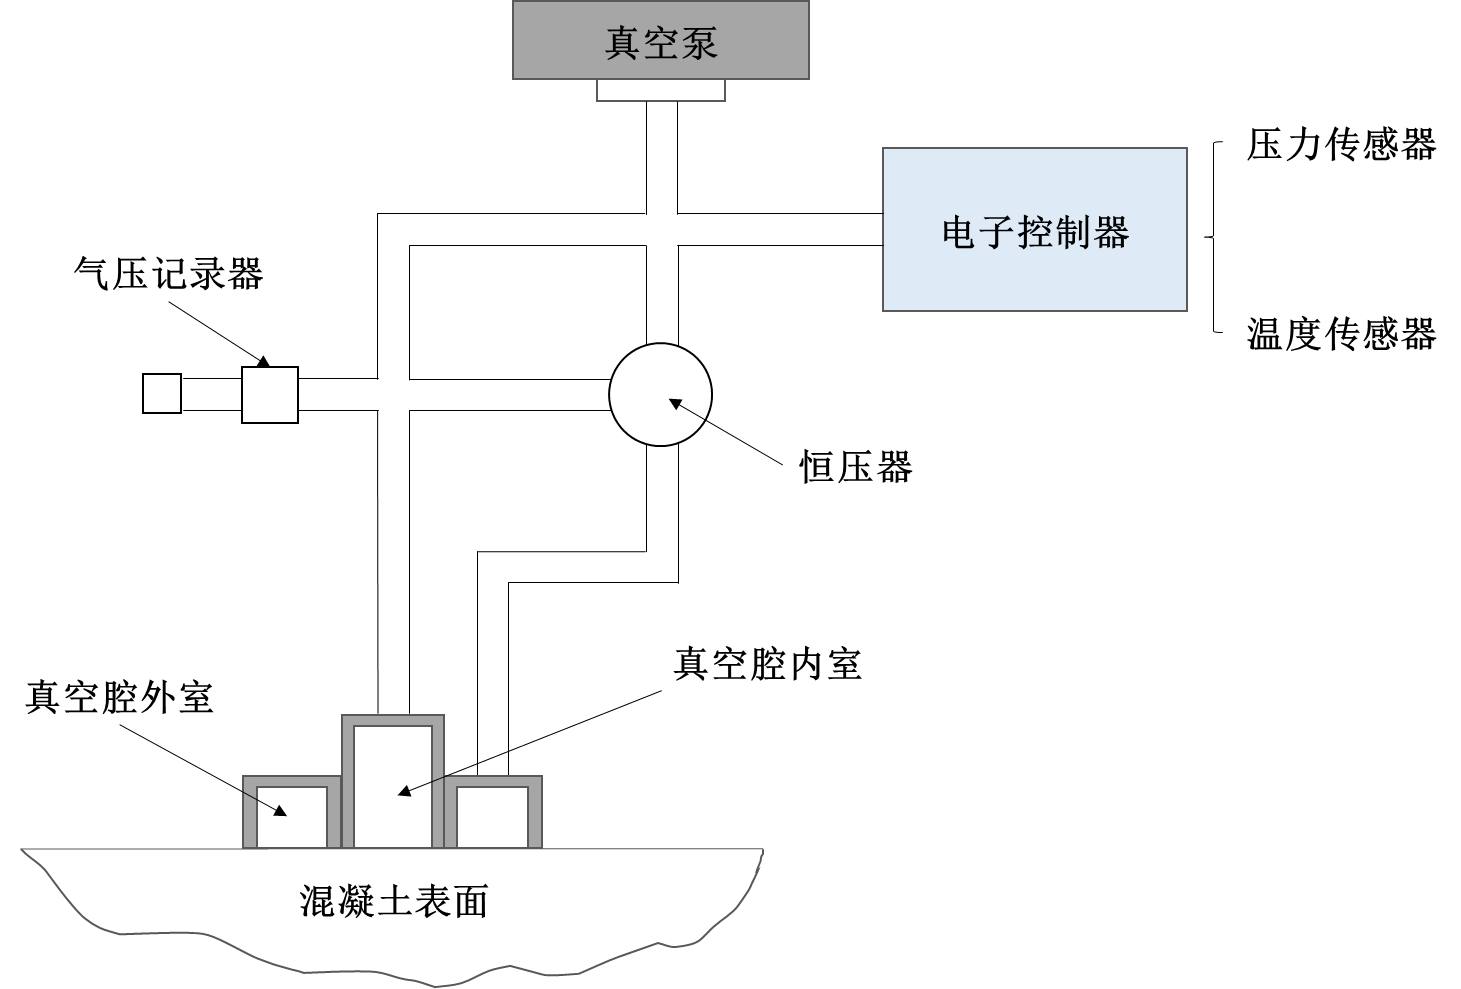 真空泵
压力传感器
电子控制器
气压记录器
温度传感器
恒压器
真空腔内室
真空腔外室
混凝土表面